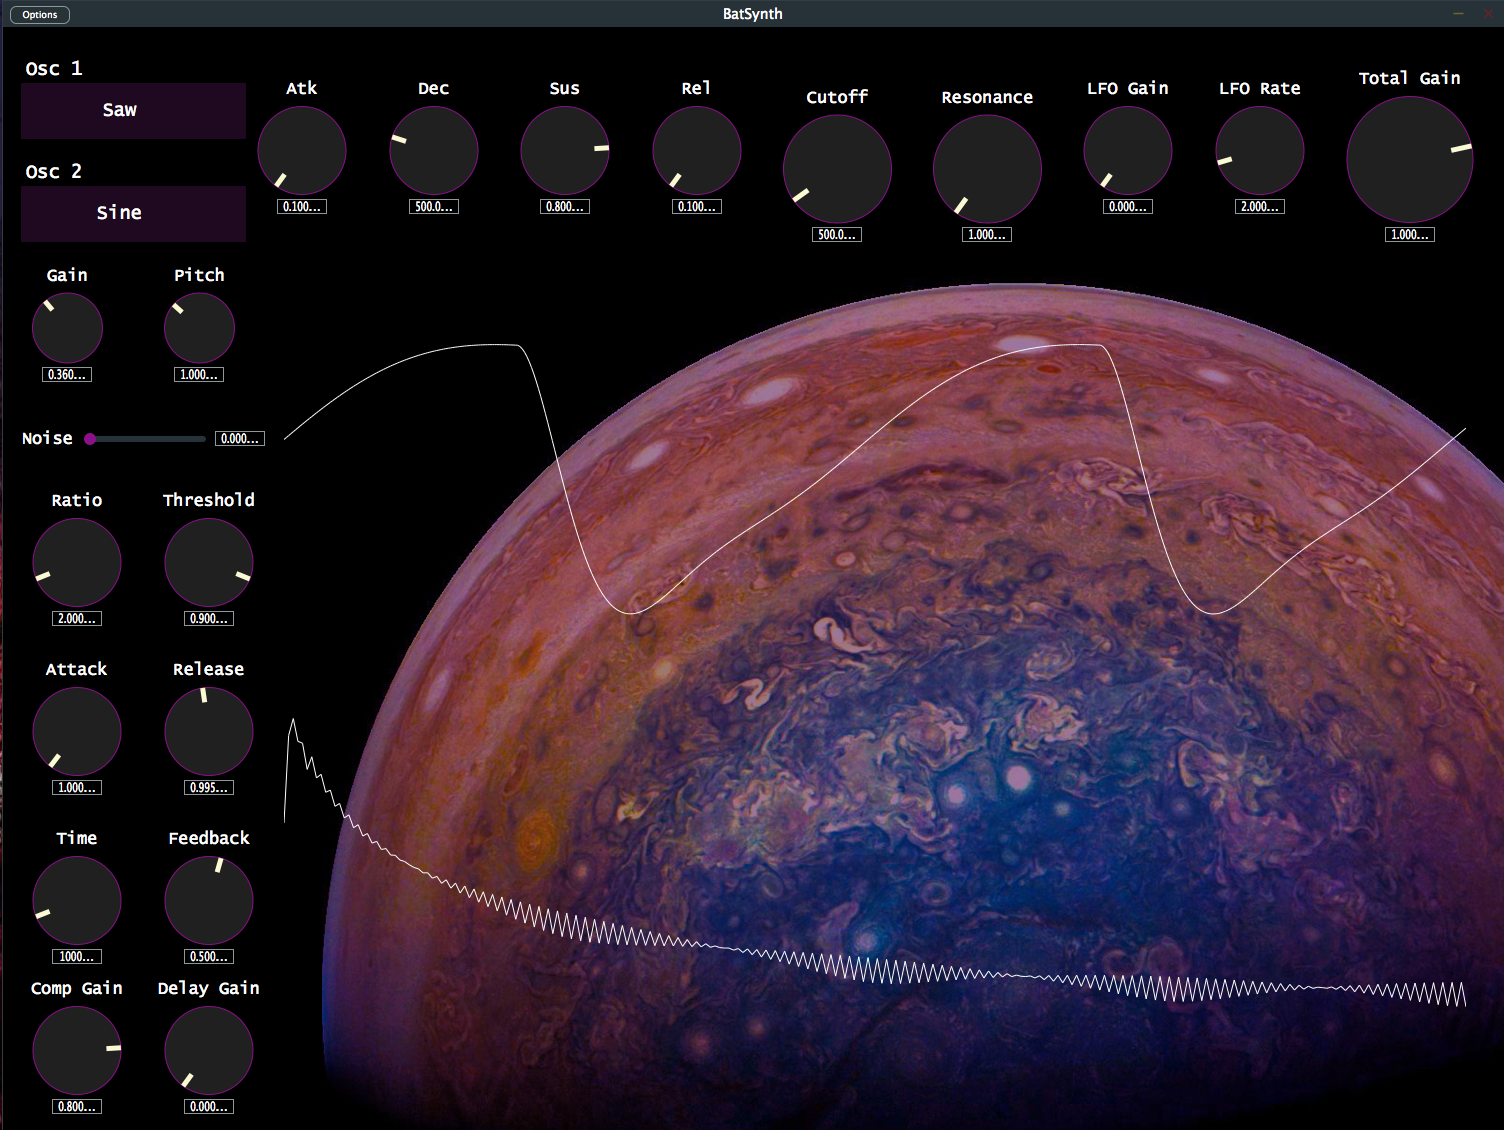 Options
BatSynth
Osc 1
Saw
Osc 2
Sine
Atk
0.100...
Dec
500.0...
Sus
0.800...
Rel
0.100...
Cutoff
500.0...
Resonance
1.000...
LFO Gain
0.000...
LFO Rate
2.000...
Total Gain
1.000...
Gain
0.360...
Pitch
1.000...
Noise
0.000...
Ratio
2.000...
Threshold
0.900...
Attack
1.000...
Release
0.995...
Time
1000...
Feedback
0.500...
Comp Gain
0.800...
Delay Gain
0.000...